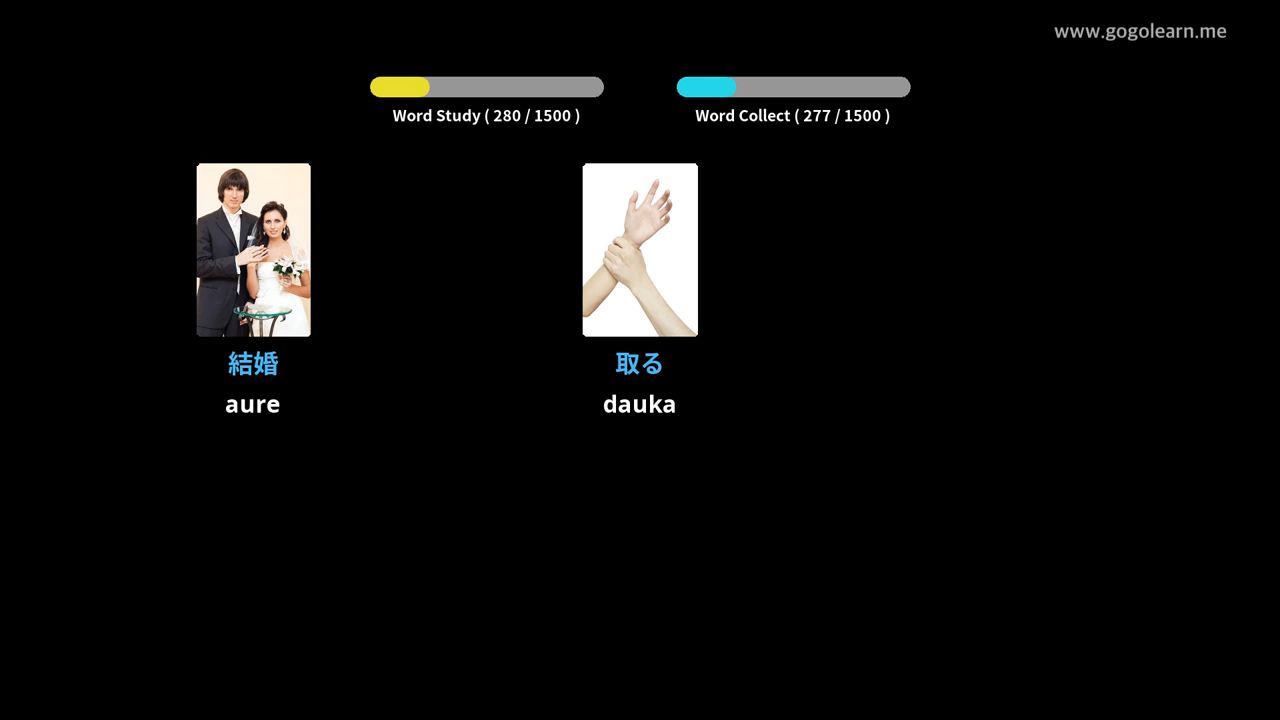 www.gogolearn.me
Word Study ( 280 / 1500 )
Word Collect ( 277 / 1500 )
結婚
取る
aure
dauka